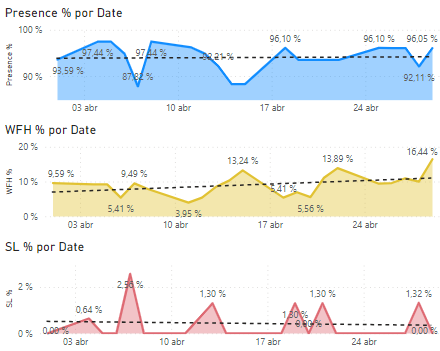 Presence % por Date
100 %
96,10 %
96,10 %
96,05 %
97,44 %
97,44 %
93,21 %
93,59 %
87,82 %
92,11 %
90 %
Presence %
03 abr
10 abr
17 abr
24 abr
WFH % por Date
20 %
16,44 %
13,24 %
13,89 %
9,59 %
9,49 %
10 %
5,41 %
5,41 %
5,56 %
3,95 %
0 %
WFH %
03 abr
10 abr
17 abr
24 abr
SL % por Date
2 %
2,56 %
1,30 %
1,30 %
1,32 %
0,64 %
1,30 %
0,00 %
0,00 %
0,00 %
0 %
SL %
03 abr
10 abr
17 abr
24 abr